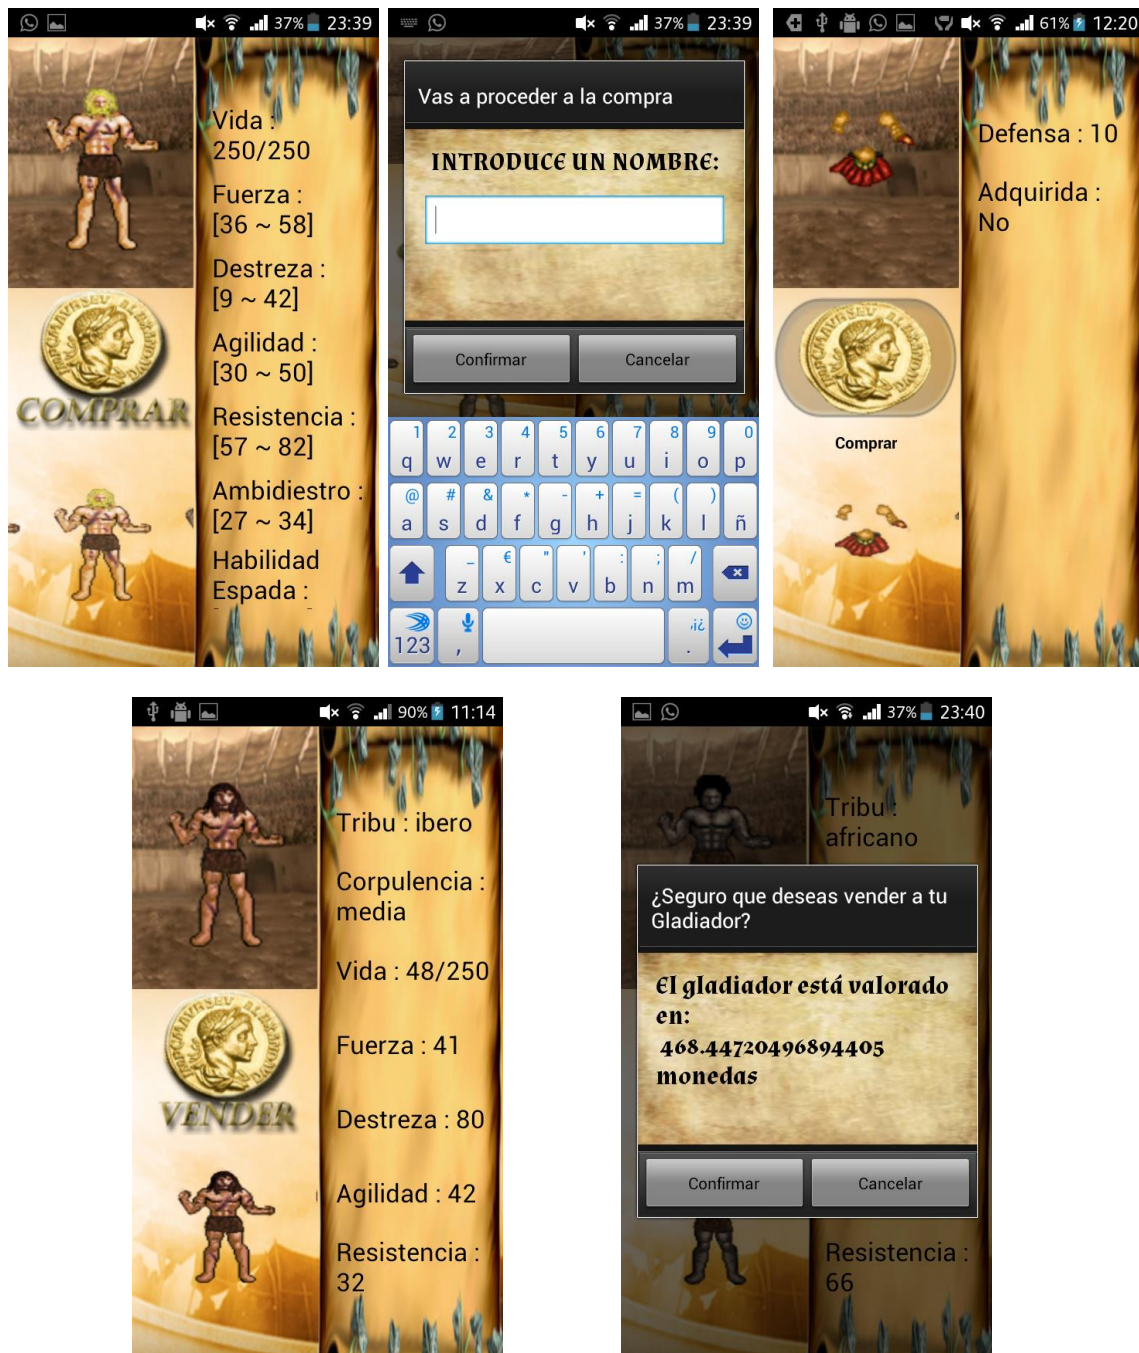 37% 23:39
Vida :
250/250
Fuerza :
[36 ~ 58]
Destreza :
[9 ~ 42]
Agilidad :
[30 ~ 50]
Resistencia :
[57 ~ 82]
Ambidiestro :
[27 ~ 34]
Habilidad
Espada :
COMPRAR
37% 23:39
Vas a proceder a la compra
INTRODUCE UN NOMBRE:
Confirmar Cancelar
1 2 3 4 5 6 7 8 9 0
q w e r t y u i o p
@ # & * - + = ( )
a s d f g h j k l ñ
_ € " ' : ; /
z x c v b n m
123 , .
61% 12:20
Defensa : 10
Adquirida :
No
Comprar
90% 11:14
Tribu : ibero
Corpulencia :
media
Vida : 48/250
Fuerza : 41
Destreza : 80
Agilidad : 42
Resistencia :
32
VENDER
37% 23:40
Tribu :
africano
¿Seguro que deseas vender a tu
Gladiador?
El gladiador está valorado
en:
468.44720496894405
monedas
Confirmar Cancelar
Resistencia :
66